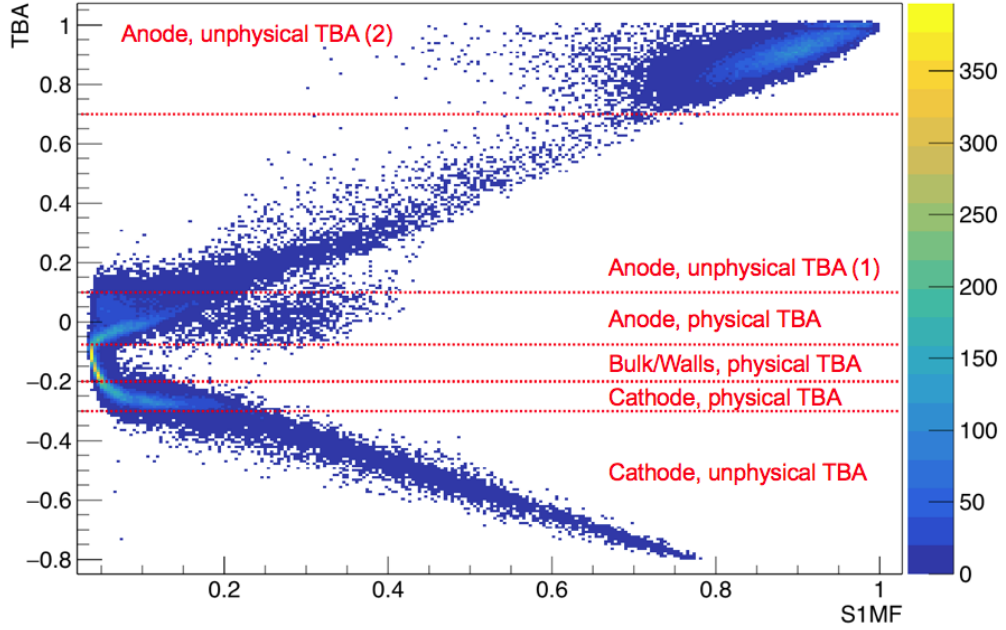 TBA
1
0.8
0.6
0.4
0.2
0
−0.2
−0.4
−0.6
−0.8
Anode, unphysical TBA (2)
Anode, unphysical TBA (1)
Anode, physical TBA
Bulk/Walls, physical TBA
Cathode, physical TBA
Cathode, unphysical TBA
0.2 0.4 0.6 0.8 1
S1MF
350
300
250
200
150
100
50
0